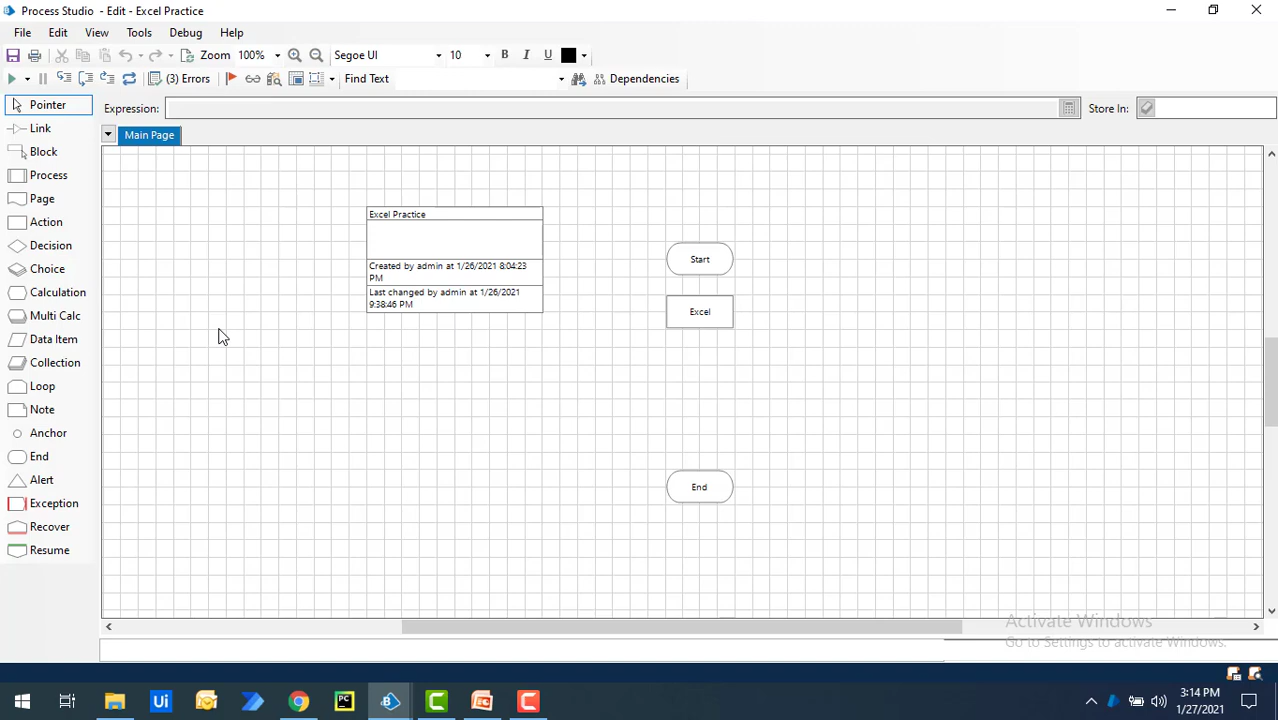 Process Studio - Edit - Excel Practice
File Edit View Tools Debug Help
Zoom 100% Segoe UI 10 B I U
(3) Errors Find Text Dependencies
Pointer
Link
Block
Process
Page
Action
Decision
Choice
Calculation
Multi Calc
Data Item
Collection
Loop
Note
Anchor
End
Alert
Exception
Recover
Resume
Expression: Store In:
Main Page
Excel Practice
Created by admin at 1/26/2021 8:04:23
PM
Last changed by admin at 1/26/2021
9:38:46 PM
Start
Excel
End
Activate Windows
Go to Settings to activate Windows.
Ui
PC
3:14 PM
1/27/2021